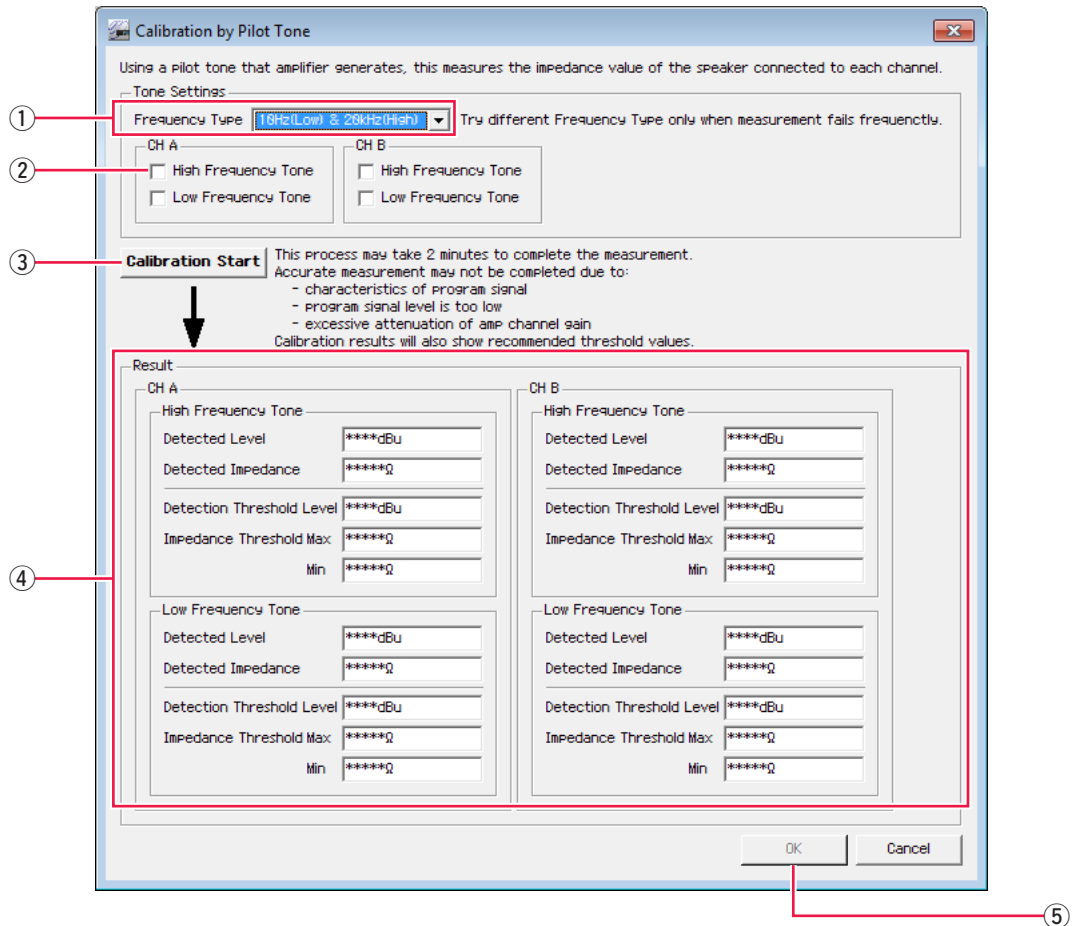 Calibration by Pilot Tone
Using a pilot tone that amplifier generates, this measures the impedance value of the speaker connected to each channel.
Tone Settings
① Frequency Type 10Hz(Low) & 20kHz(High) Try different Frequency Type only when measurement fails frequenctly.
CH A CH B
② High Frequency Tone High Frequency Tone
Low Frequency Tone Low Frequency Tone
③ Calibration Start
This process may take 2 minutes to complete the measurement.
Accurate measurement may not be completed due to:
- characteristics of program signal
- program signal level is too low
- excessive attenuation of amp channel gain
Calibration results will also show recommended threshold values.
④
Result
CH A
High Frequency Tone
Detected Level ****dBu
Detected Impedance *****Ω
Detection Threshold Level ****dBu
Impedance Threshold Max *****Ω
Min *****Ω
Low Frequency Tone
Detected Level ****dBu
Detected Impedance *****Ω
Detection Threshold Level ****dBu
Impedance Threshold Max *****Ω
Min *****Ω
CH B
High Frequency Tone
Detected Level ****dBu
Detected Impedance *****Ω
Detection Threshold Level ****dBu
Impedance Threshold Max *****Ω
Min *****Ω
Low Frequency Tone
Detected Level ****dBu
Detected Impedance *****Ω
Detection Threshold Level ****dBu
Impedance Threshold Max *****Ω
Min *****Ω
OK Cancel
⑤